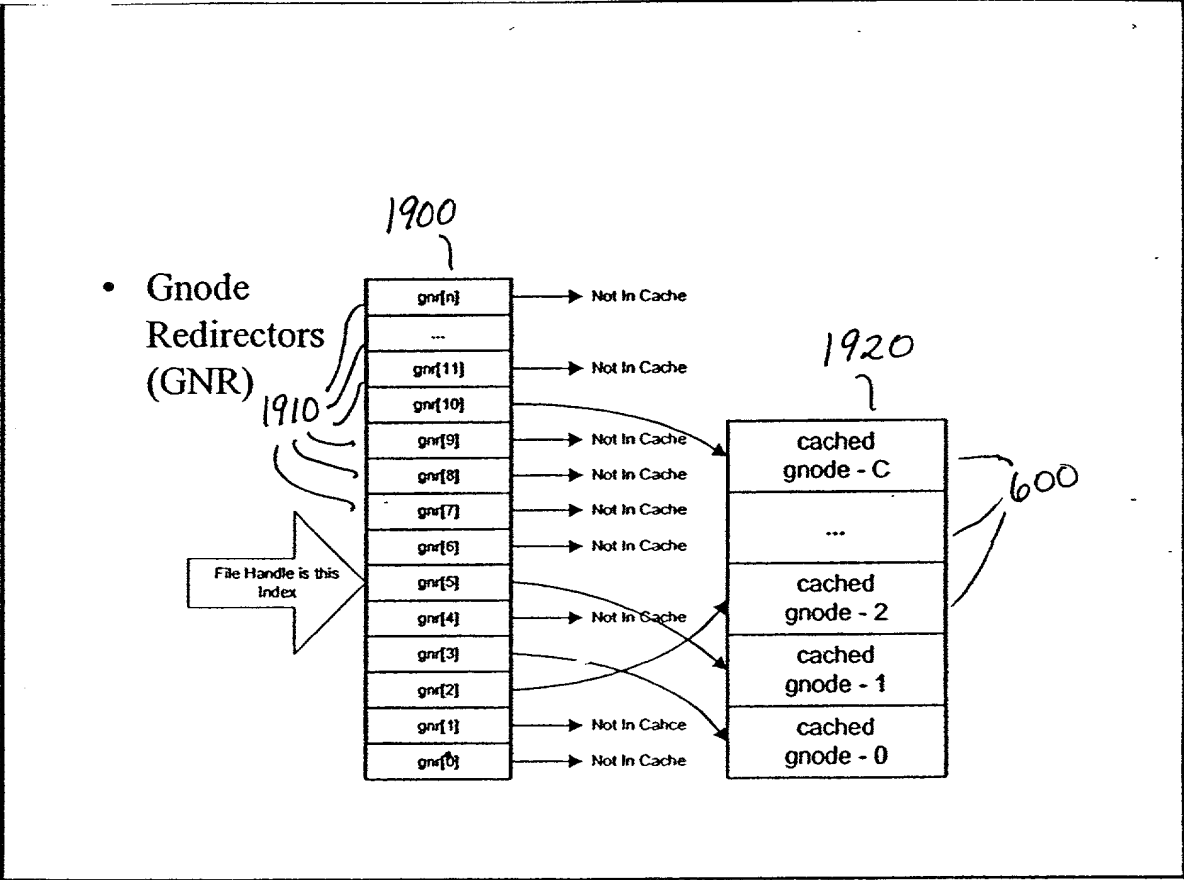 1900
• Gnode
Redirectors
(GNR)
1910
gnr[n]
Not In Cache
...
gnr[11]
Not In Cache
gnr[10]
gnr[9]
Not In Cache
gnr[8]
Not In Cache
gnr[7]
Not In Cache
gnr[6]
Not In Cache
File Handle is this
Index
gnr[5]
gnr[4]
Not In Cache
gnr[3]
gnr[2]
gnr[1]
Not In Cahce
gnr[0]
Not In Cache
1920
cached
gnode - C
...
cached
gnode - 2
cached
gnode - 1
cached
gnode - 0
600